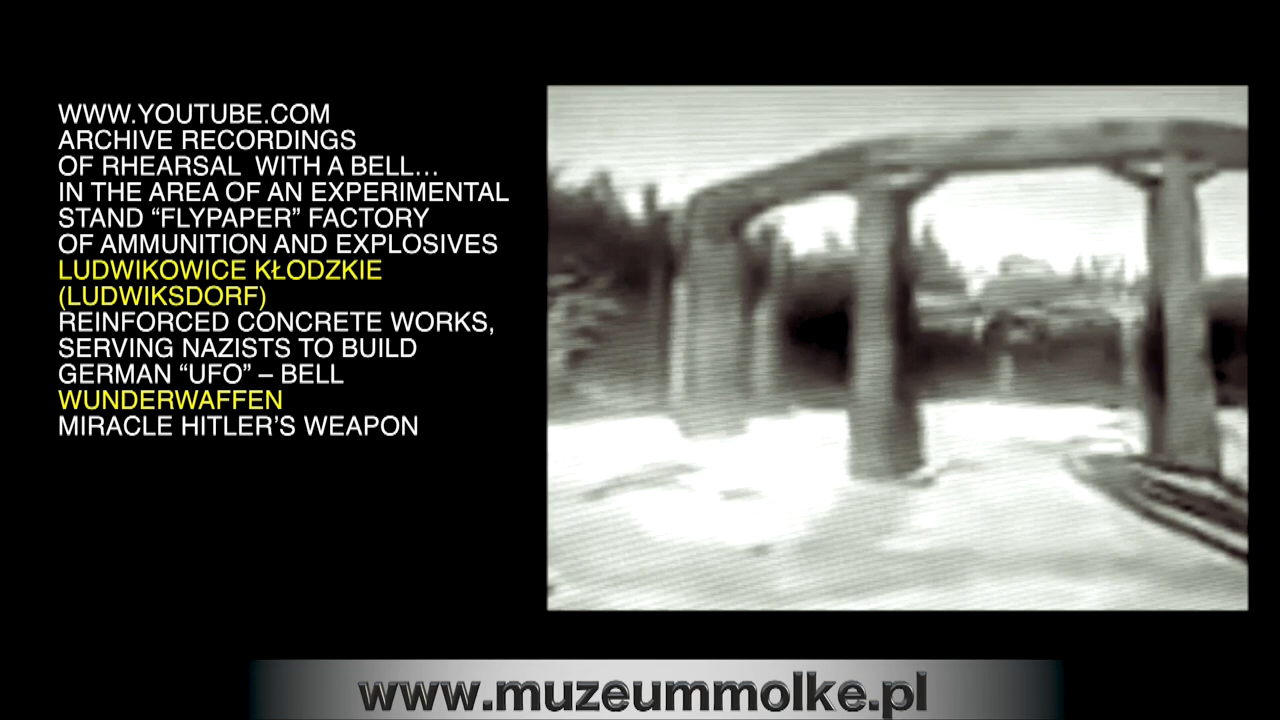 WWW.YOUTUBE.COM
ARCHIVE RECORDINGS
OF RHEARSAL  WITH A BELL…
IN THE AREA OF AN EXPERIMENTAL
STAND “FLYPAPER” FACTORY
OF AMMUNITION AND EXPLOSIVES
LUDWIKOWICE KŁODZKIE
(LUDWIKSDORF)
REINFORCED CONCRETE WORKS,
SERVING NAZISTS TO BUILD
GERMAN “UFO” – BELL
WUNDERWAFFEN
MIRACLE HITLER’S WEAPON
www.muzeummolke.pl